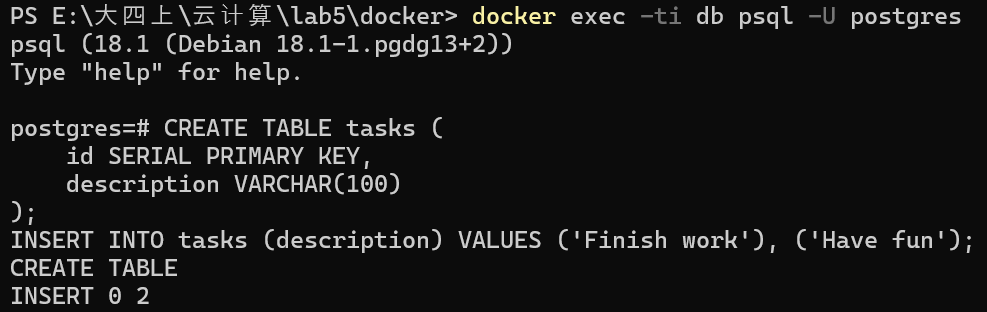 PS E:\大四上\云计算\lab5\docker> docker exec -ti db psql -U postgres
psql (18.1 (Debian 18.1-1.pgdg13+2))
Type "help" for help.

postgres=# CREATE TABLE tasks (
    id SERIAL PRIMARY KEY,
    description VARCHAR(100)
);
INSERT INTO tasks (description) VALUES ('Finish work'), ('Have fun');
CREATE TABLE
INSERT 0 2